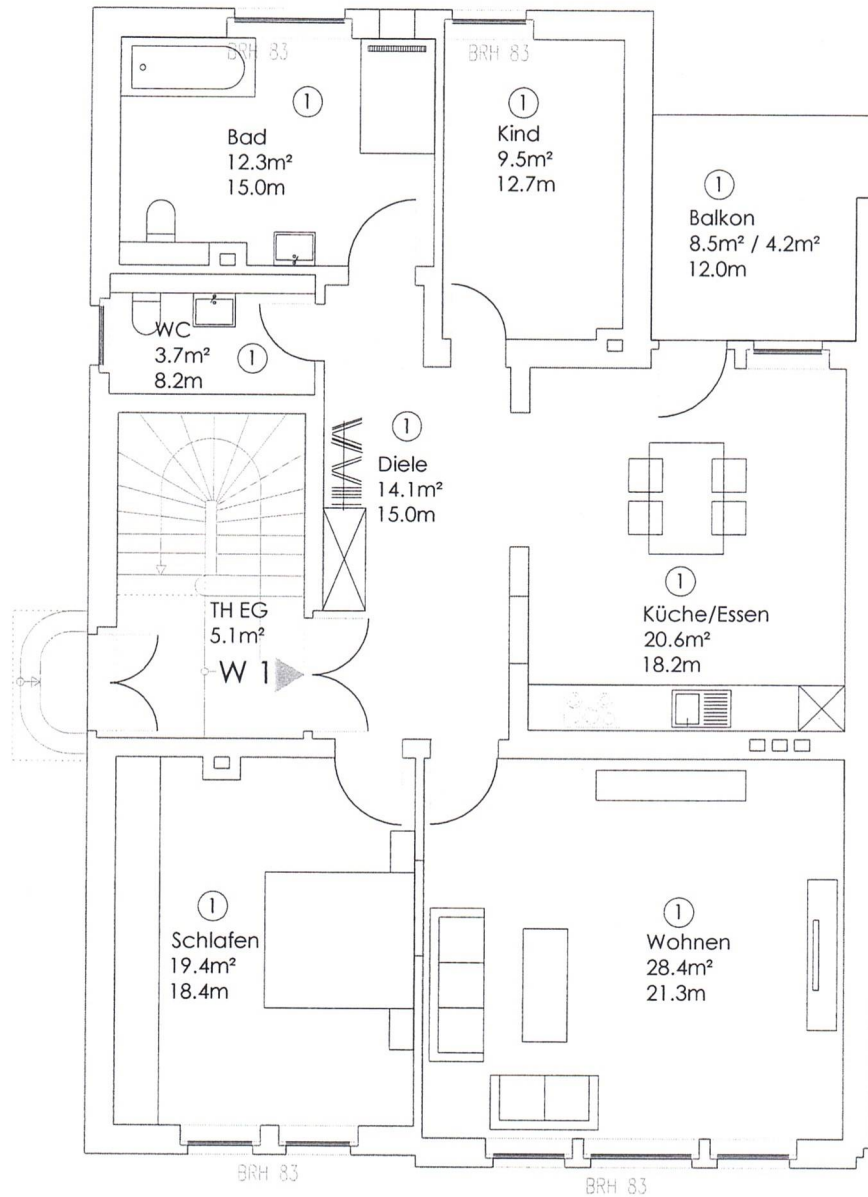 BRH 83
BRH 83
1
Bad
12.3m²
15.0m
1
Kind
9.5m²
12.7m
1
Balkon
8.5m² / 4.2m²
12.0m
WC
3.7m²
8.2m
1
1
Diele
14.1m²
15.0m
1
Küche/Essen
20.6m²
18.2m
TH EG
5.1m²
W 1
1
Schlafen
19.4m²
18.4m
1
Wohnen
28.4m²
21.3m
BRH 83
BRH 83